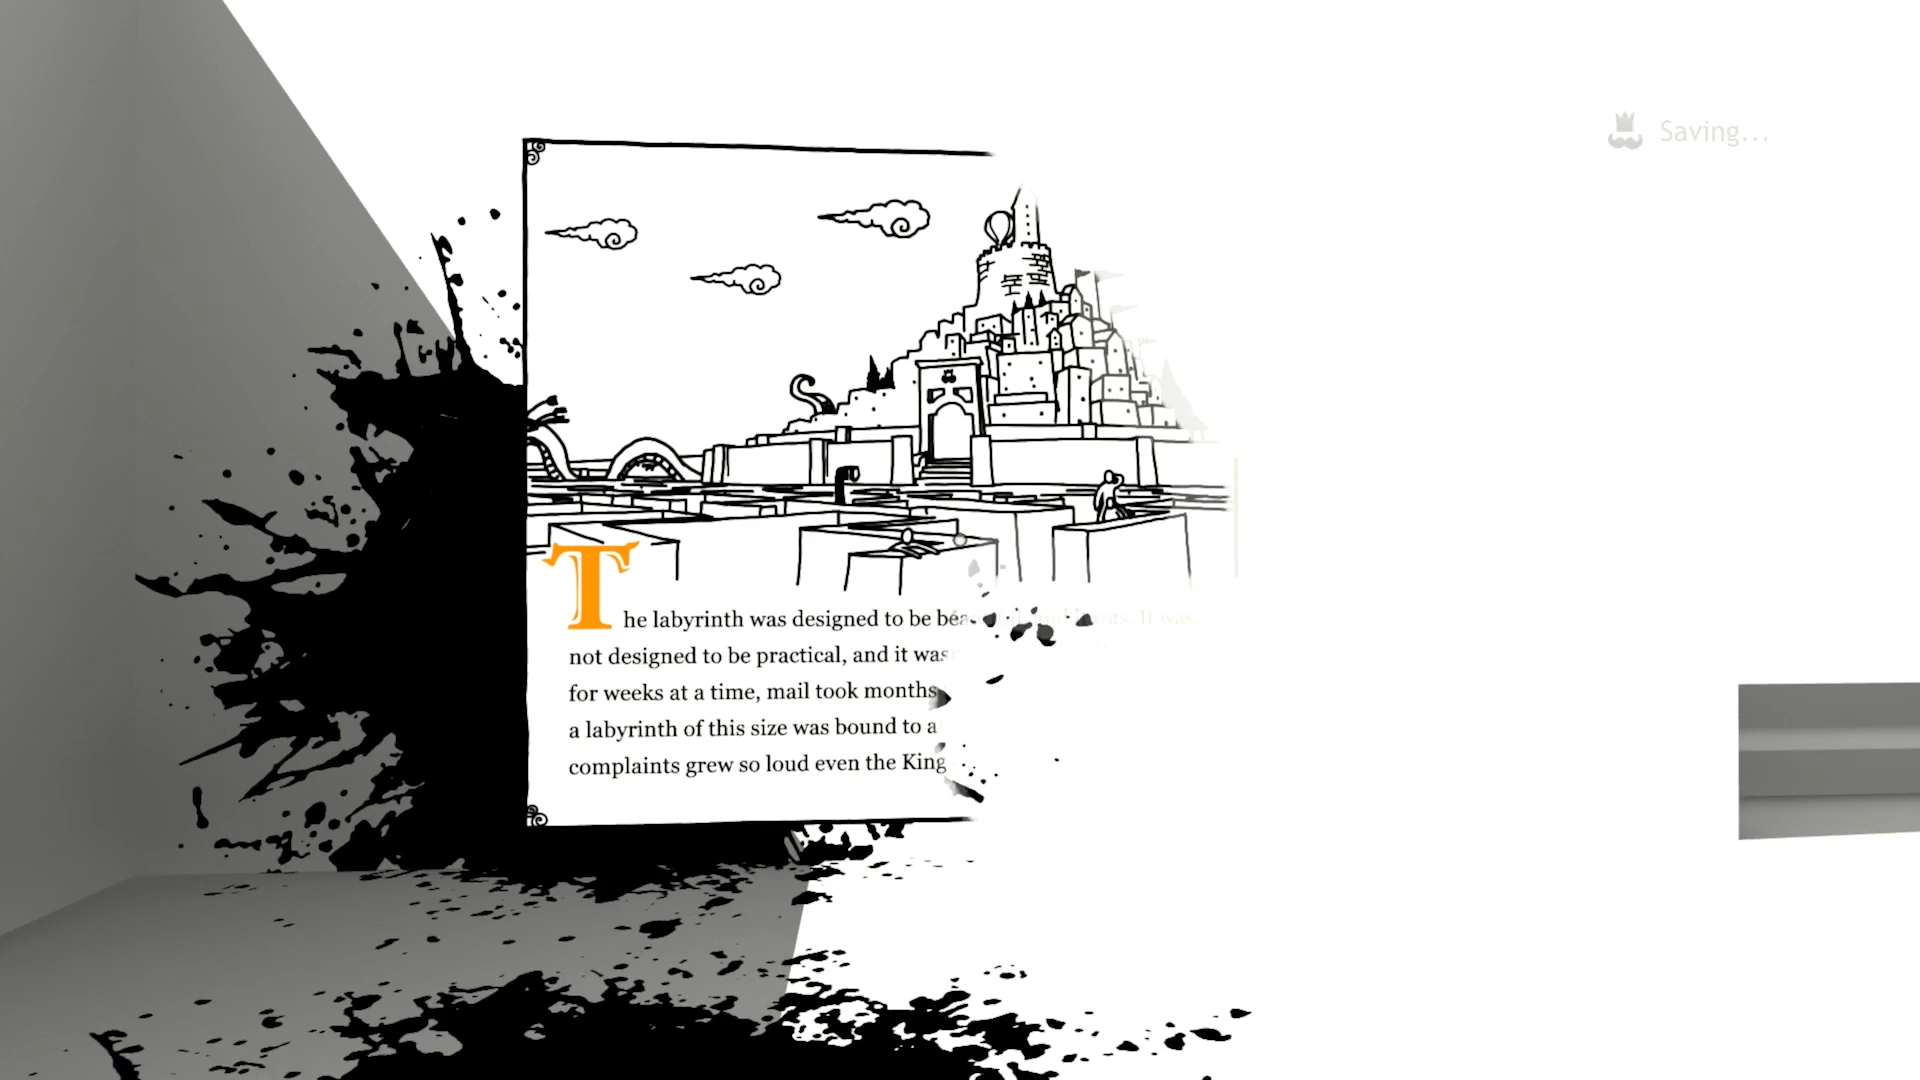 Saving...
The labyrinth was designed to be
not designed to be practical, and it was
for weeks at a time, mail took months
a labyrinth of this size was bound to a
complaints grew so loud even the King